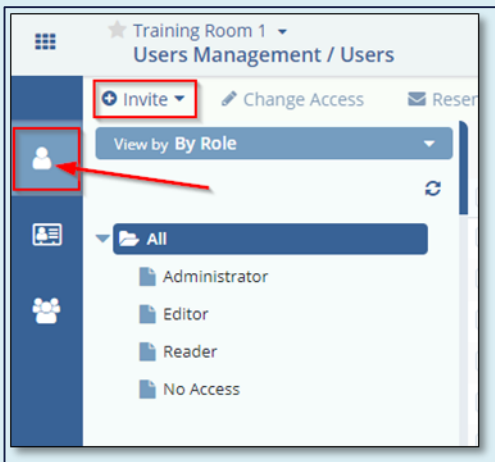 Training Room 1
Users Management / Users
Invite Change Access Reser
View by By Role
All
Administrator
Editor
Reader
No Access